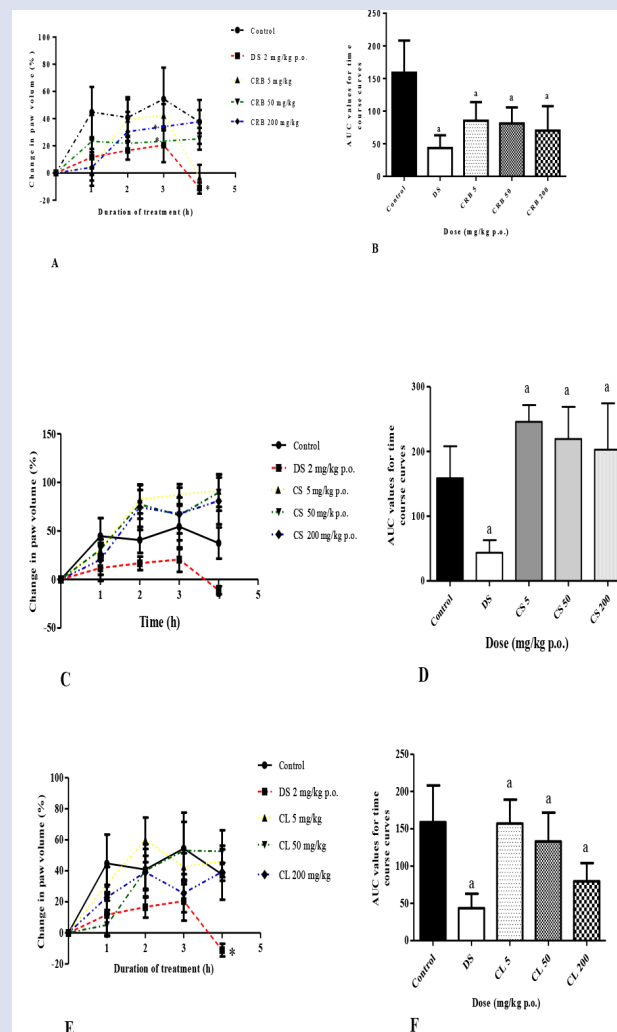 Change in paw volume (%)
100
80
60
40
20
0
-20
1
2
3
4
5
*
*
*
Duration of treatment (h)
Control
DS 2 mg/kg p.o.
CRB 5 mg/kg
CRB 50 mg/kg
CRB 200 mg/kg
A
AUC values for time
course curves
250
200
150
100
50
0
a
a
a
a
Control
DS
CRB 5
CRB 50
CRB 200
Dose (mg/kg p.o.)
B
Change in paw volume (%)
150
100
50
0
-50
1
2
3
4
5
Time (h)
Control
DS 2 mg/kg p.o.
CS 5 mg/kg p.o.
CS 50 mg/k p.o.
CS 200 mg/kg p.o.
C
AUC values for time
course curves
300
200
100
0
a
a
a
a
Control
DS
CS 5
CS 50
CS 200
Dose (mg/kg p.o.)
D
Change in paw volume (%)
100
80
60
40
20
0
-20
1
2
3
4
5
*
Duration of treatment (h)
Control
DS 2 mg/kg p.o.
CL 5 mg/kg
CL 50 mg/kg
CL 200 mg/kg
E
AUC values for time
course curves
250
200
150
100
50
0
a
a
a
a
Control
DS
CL 5
CL 50
CL 200
Dose (mg/kg p.o.)
F